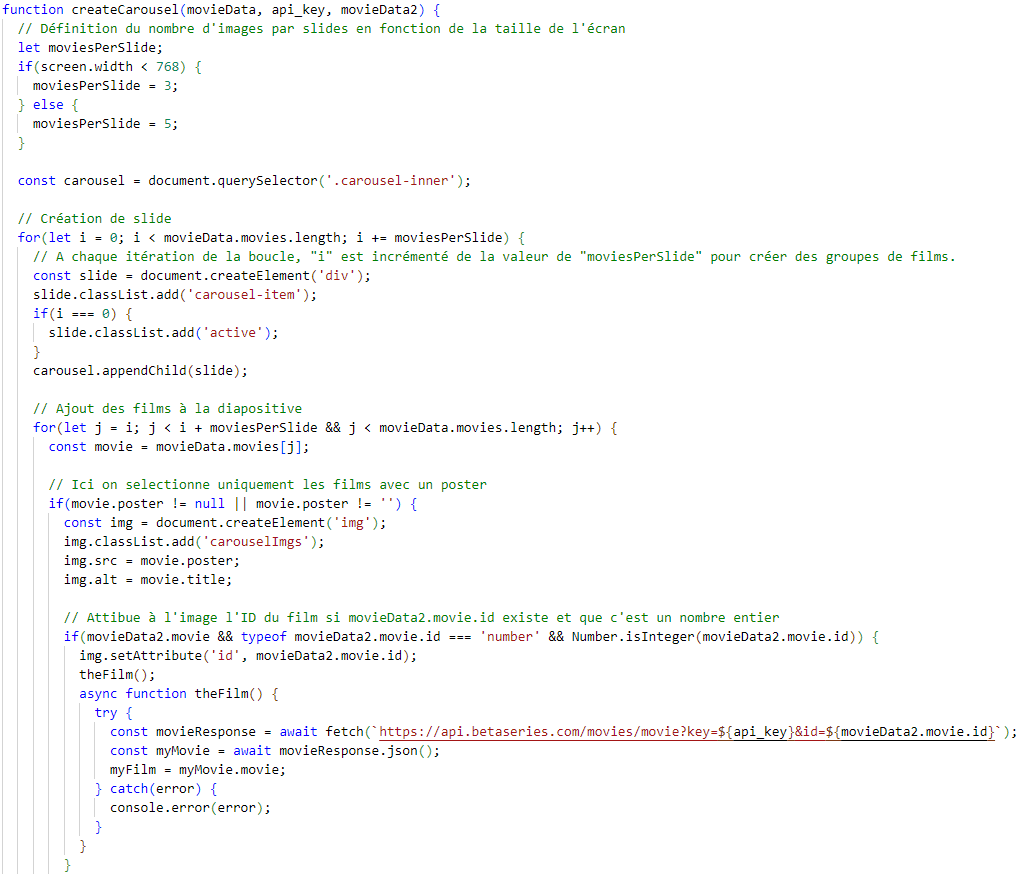 function createCarousel(movieData, api_key, movieData2) {
// Définition du nombre d'images par slides en fonction de la taille de l'écran
let moviesPerSlide;
if(screen.width < 768) {
moviesPerSlide = 3;
} else {
moviesPerSlide = 5;
}
const carousel = document.querySelector('.carousel-inner');
// Création de slide
for(let i = 0; i < movieData.movies.length; i += moviesPerSlide) {
// A chaque itération de la boucle, "i" est incrémenté de la valeur de "moviesPerSlide" pour créer des groupes de films.
const slide = document.createElement('div');
slide.classList.add('carousel-item');
if(i === 0) {
slide.classList.add('active');
}
carousel.appendChild(slide);
// Ajout des films à la diapositive
for(let j = i; j < i + moviesPerSlide && j < movieData.movies.length; j++) {
const movie = movieData.movies[j];
// Ici on selectionne uniquement les films avec un poster
if(movie.poster != null || movie.poster != '') {
const img = document.createElement('img');
img.classList.add('carouselImgs');
img.src = movie.poster;
img.alt = movie.title;
// Attibue à l'image l'ID du film si movieData2.movie.id existe et que c'est un nombre entier
if(movieData2.movie && typeof movieData2.movie.id === 'number' && Number.isInteger(movieData2.movie.id)) {
img.setAttribute('id', movieData2.movie.id);
theFilm();
async function theFilm() {
try {
const movieResponse = await fetch(`https://api.betaseries.com/movies/movie?key=${api_key}&id=${movieData2.movie.id}`);
const myMovie = await movieResponse.json();
myFilm = myMovie.movie;
} catch(error) {
console.error(error);
}
}
}